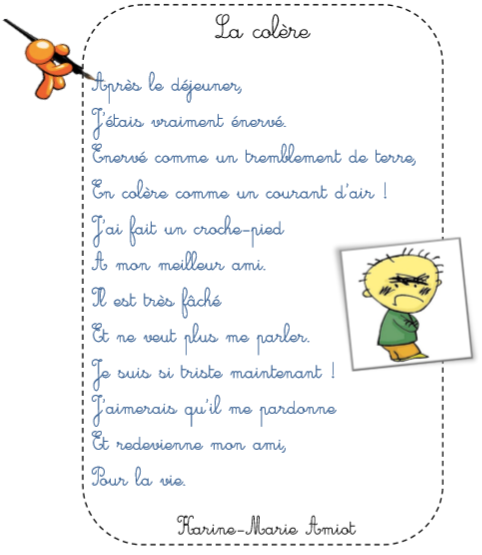 La colère
Après le déjeuner,
J'étais vraiment énervé.
Enervé comme un tremblement de terre,
En colère comme un courant d'air !
J'ai fait un croche-pied
A mon meilleur ami.
Il est très fâché
Et ne veut plus me parler.
Je suis si triste maintenant !
J'aimerais qu'il me pardonne
Et redevienne mon ami,
Pour la vie.
Karine-Marie Amiot